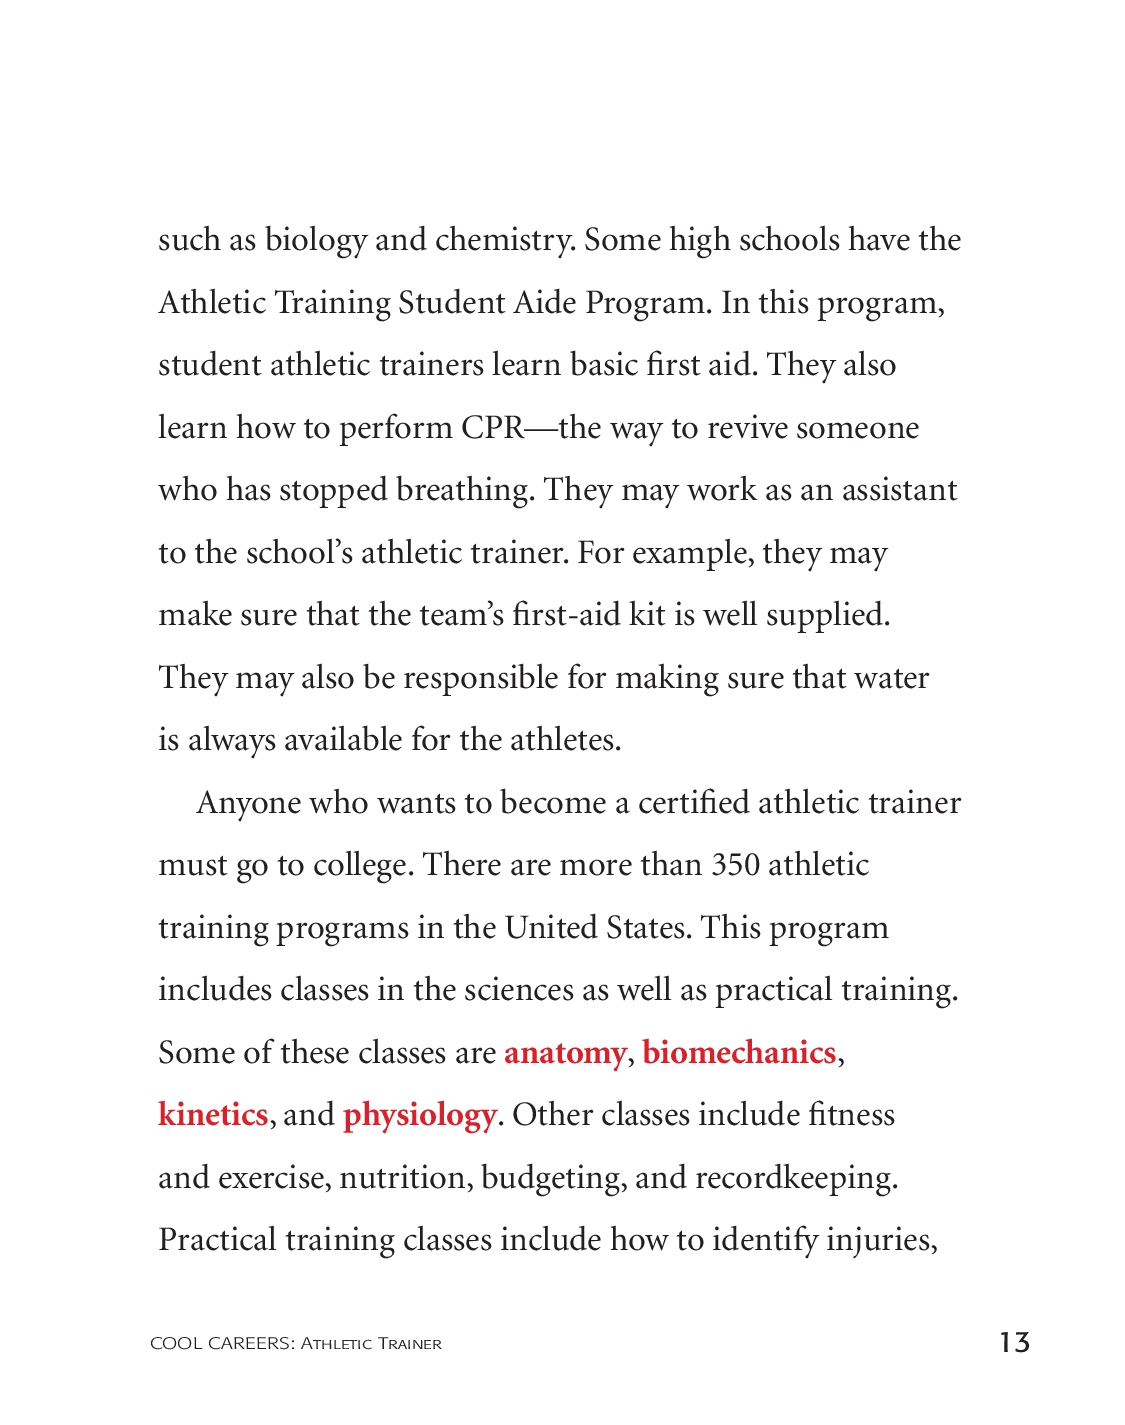 such as biology and chemistry. Some high schools have the
Athletic Training Student Aide Program. In this program,
student athletic trainers learn basic first aid. They also
learn how to perform CPR—the way to revive someone
who has stopped breathing. They may work as an assistant
to the school’s athletic trainer. For example, they may
make sure that the team’s first-aid kit is well supplied.
They may also be responsible for making sure that water
is always available for the athletes.
Anyone who wants to become a certified athletic trainer
must go to college. There are more than 350 athletic
training programs in the United States. This program
includes classes in the sciences as well as practical training.
Some of these classes are anatomy, biomechanics,
kinetics, and physiology. Other classes include fitness
and exercise, nutrition, budgeting, and recordkeeping.
Practical training classes include how to identify injuries,
COOL CAREERS: Athletic Trainer 13